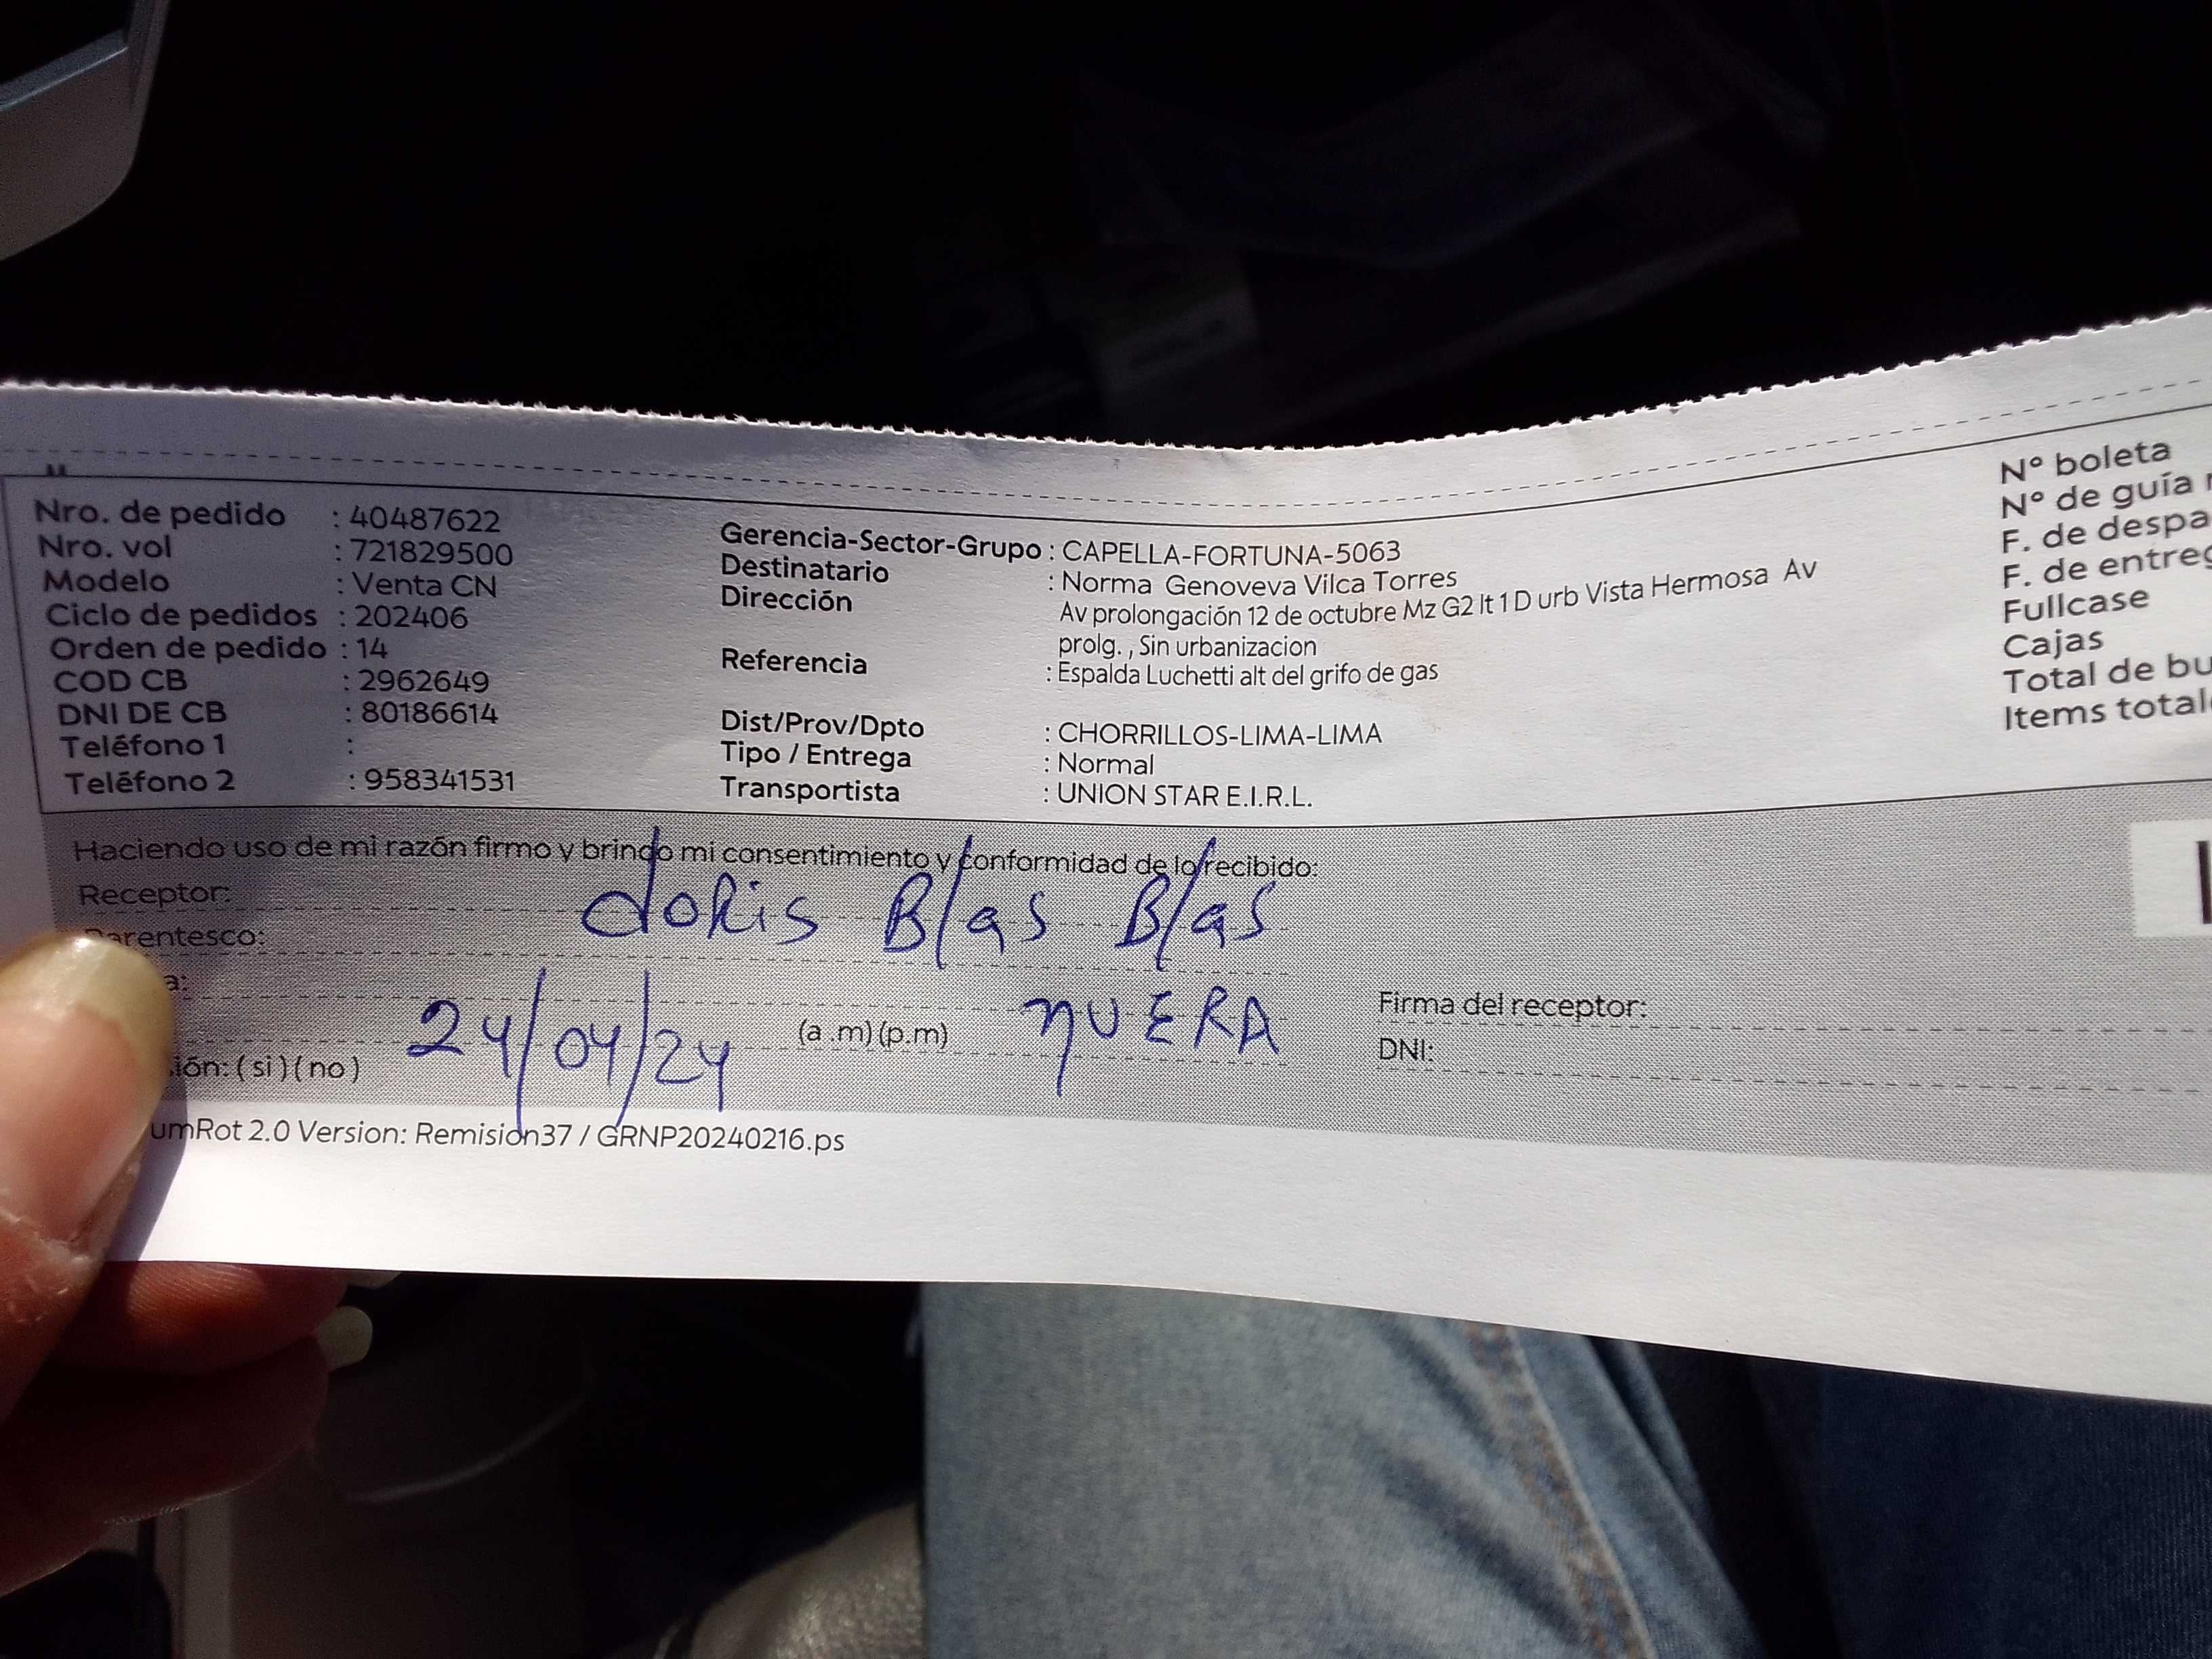 Nro. de pedido : 40487622
Nro. vol : 721829500
Modelo : Venta CN
Ciclo de pedidos : 202406
Orden de pedido : 14
COD CB : 2962649
DNI DE CB : 80186614
Teléfono 1 :
Teléfono 2 : 958341531
Gerencia-Sector-Grupo : CAPELLA-FORTUNA-5063
Destinatario : Norma Genoveva Vilca Torres
Dirección Av prolongación 12 de octubre Mz G2 lt 1 D urb Vista Hermosa Av
prolg. , Sin urbanizacion
Referencia : Espalda Luchetti alt del grifo de gas
Dist/Prov/Dpto : CHORRILLOS-LIMA-LIMA
Tipo / Entrega : Normal
Transportista : UNION STAR E.I.R.L.
N° boleta
N° de guía
F. de despa
F. de entreg
Fullcase
Cajas
Total de bu
Items total
Haciendo uso de mi razón firmo y brindo mi consentimiento y conformidad de lo recibido:
Receptor: doRis Blas Blas
Parentesco:
a:
24/04/24 (a .m) (p.m) nUERA
Firma del receptor:
DNI:
ión: ( si ) ( no )
umRot 2.0 Version: Remision37 / GRNP20240216.ps